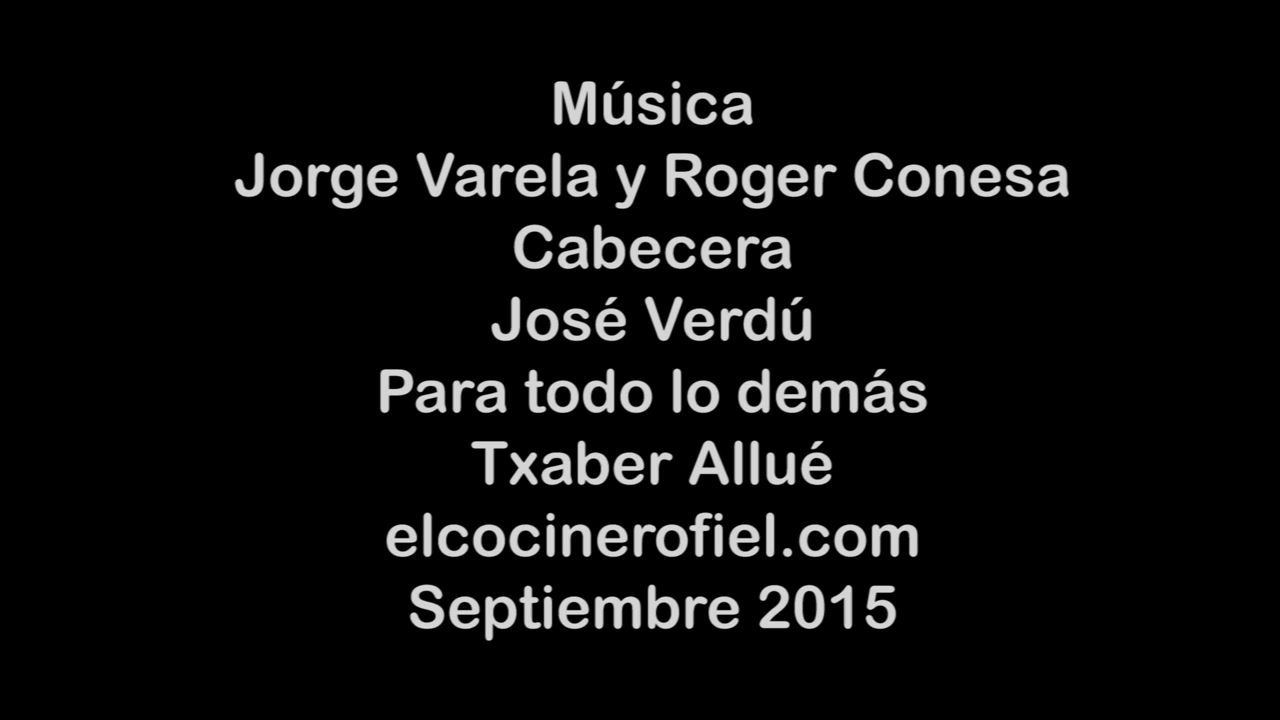 Música
Jorge Varela y Roger Conesa
Cabecera
José Verdú
Para todo lo demás
Txaber Allué
elcocinerofiel.com
Septiembre 2015